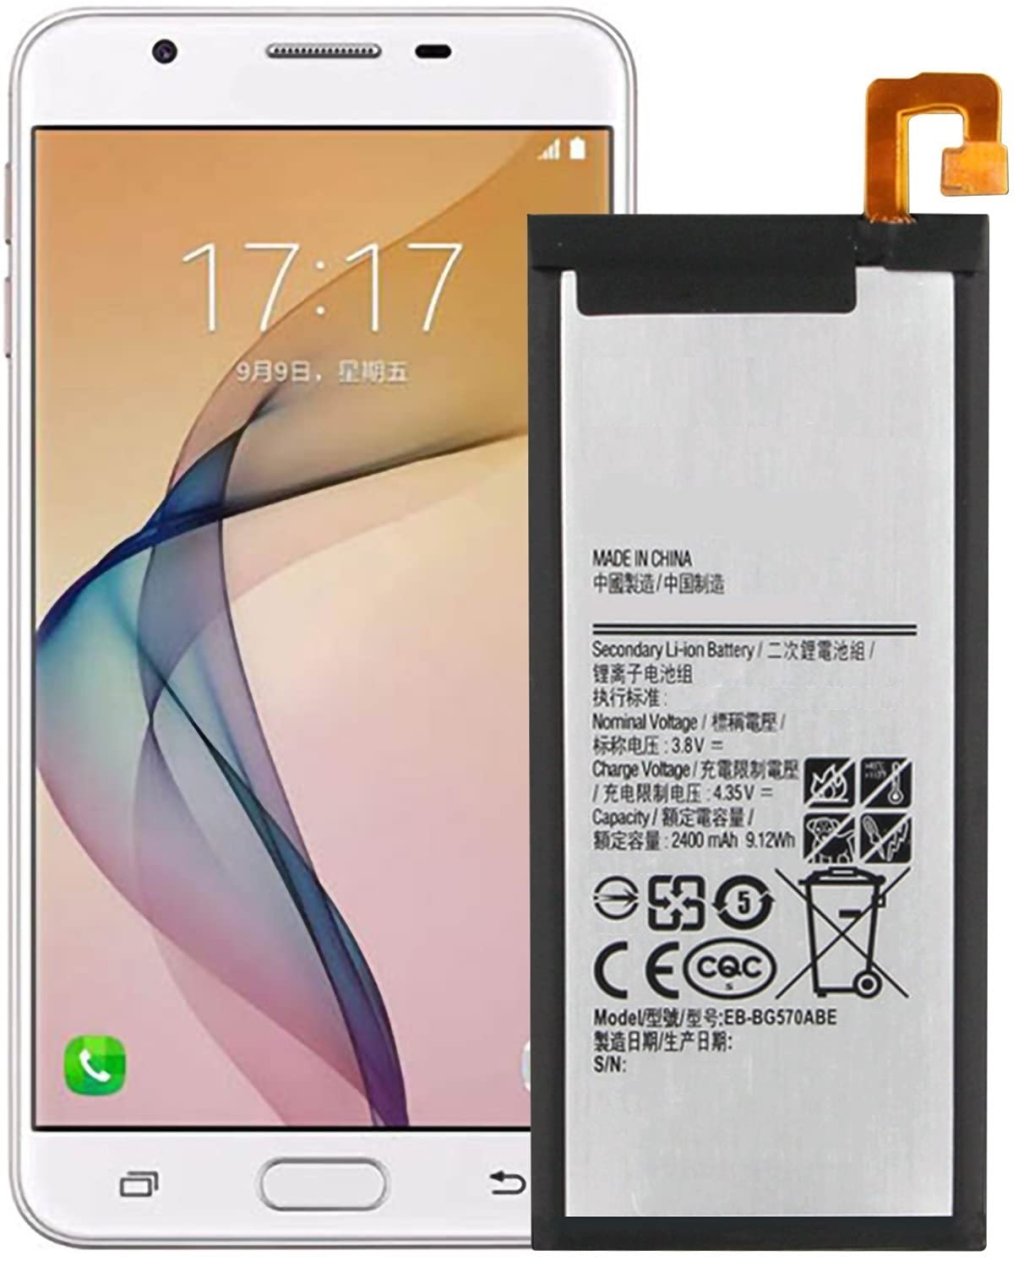 17:17
9月9日，星期五
MADE IN CHINA
中國製造/中国制造
Secondary Li-ion Battery / 二次鋰電池組 /
锂离子电池组
执行标准 :
Nominal Voltage / 標稱電壓 /
标称电压 : 3.8V =
Charge Voltage / 充電限制電壓
/ 充电限制电压 : 4.35V =
Capacity / 額定電容量 /
額定容量 : 2400 mAh 9.12Wh
5
CE CQC
S
Model/型號/型号:EB-BG570ABE
製造日期/生产日期:
S/N: